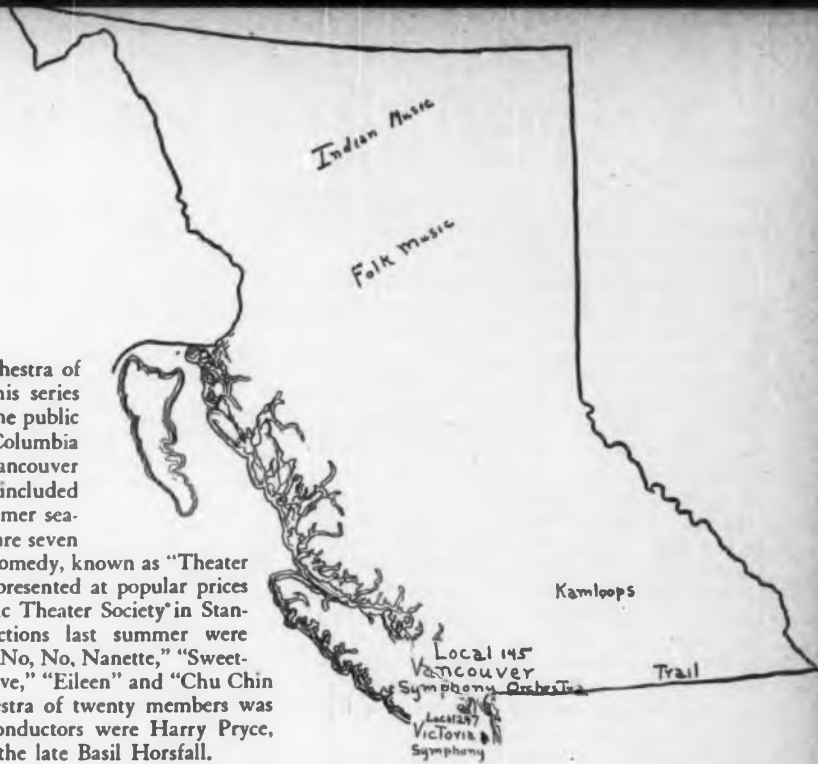 Indian Music
Folk Music
hestra of
his series
he public
Columbia
ancouver
included
mer sea-
are seven
omedy, known as "Theater
presented at popular prices
ic Theater Society in Stan-
ctions last summer were
No, No, Nanette," "Sweet-
ve," "Eileen" and "Chu Chin
estra of twenty members was
onductors were Harry Pryce,
the late Basil Horsfall.
Kamloops
Local 145
Vancouver
Symphony Orchestra
Trail
Local 247
Victoria
Symphony